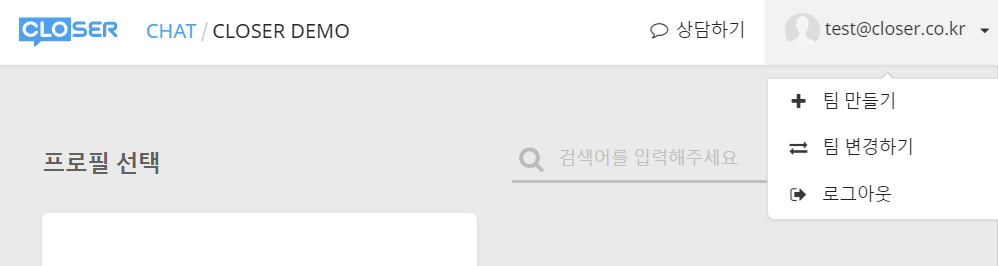 CLOSER CHAT / CLOSER DEMO 상담하기 test@closer.co.kr
팀 만들기
팀 변경하기
프로필 선택 검색어를 입력해주세요
로그아웃